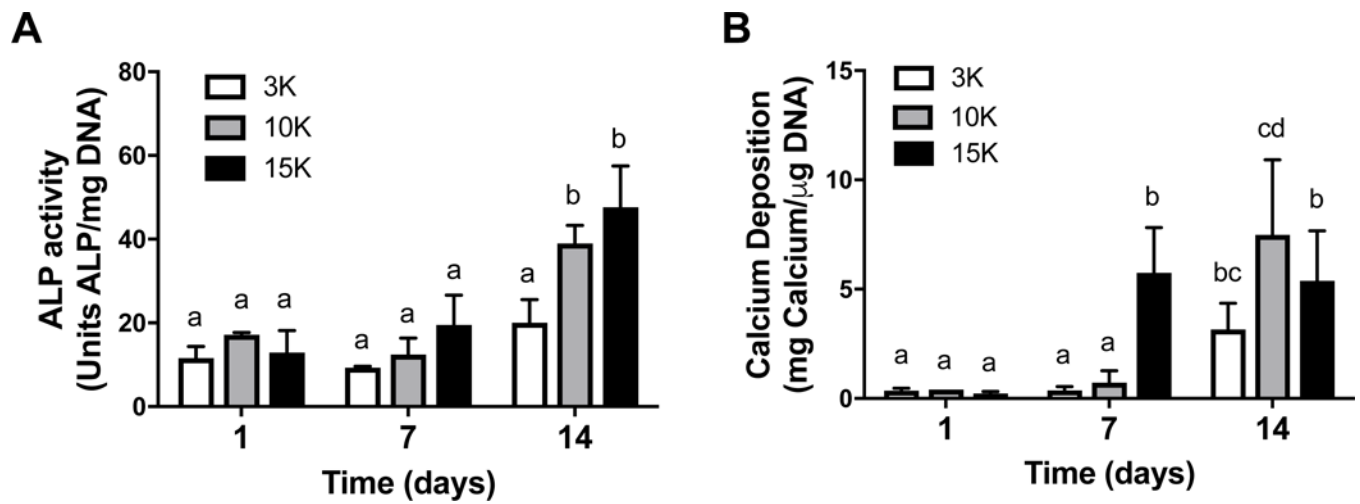 A
ALP activity
(Units ALP/mg DNA)
80
60
40
20
0
3K
10K
15K
a
a
a
a
a
a
a
b
b
1
7
14
Time (days)
B
Calcium Deposition
(mg Calcium/μg DNA)
15
10
5
0
3K
10K
15K
a
a
a
a
a
b
bc
cd
b
1
7
14
Time (days)